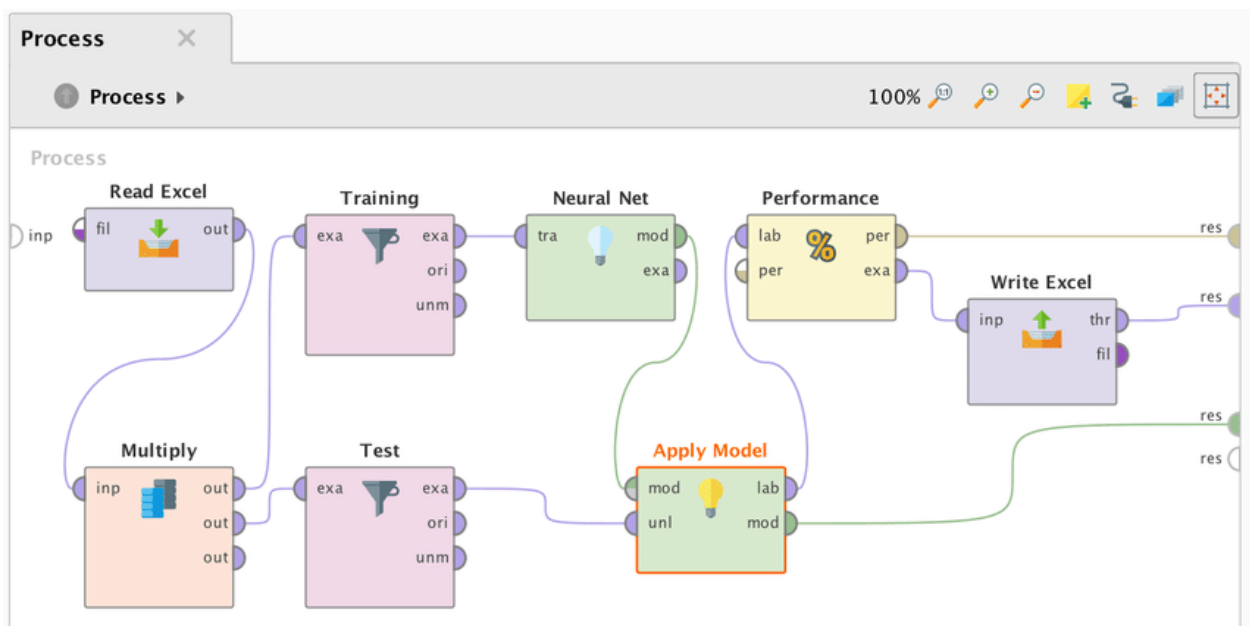 Process
Process
100%
Process
inp
Read Excel
fil out
Training
exa exa
ori
unm
Neural Net
tra mod
exa
Performance
lab per
per exa
res
Write Excel
inp thr
fil
res
Multiply
inp out
out
out
Test
exa exa
ori
unm
Apply Model
mod lab
unl mod
res
res